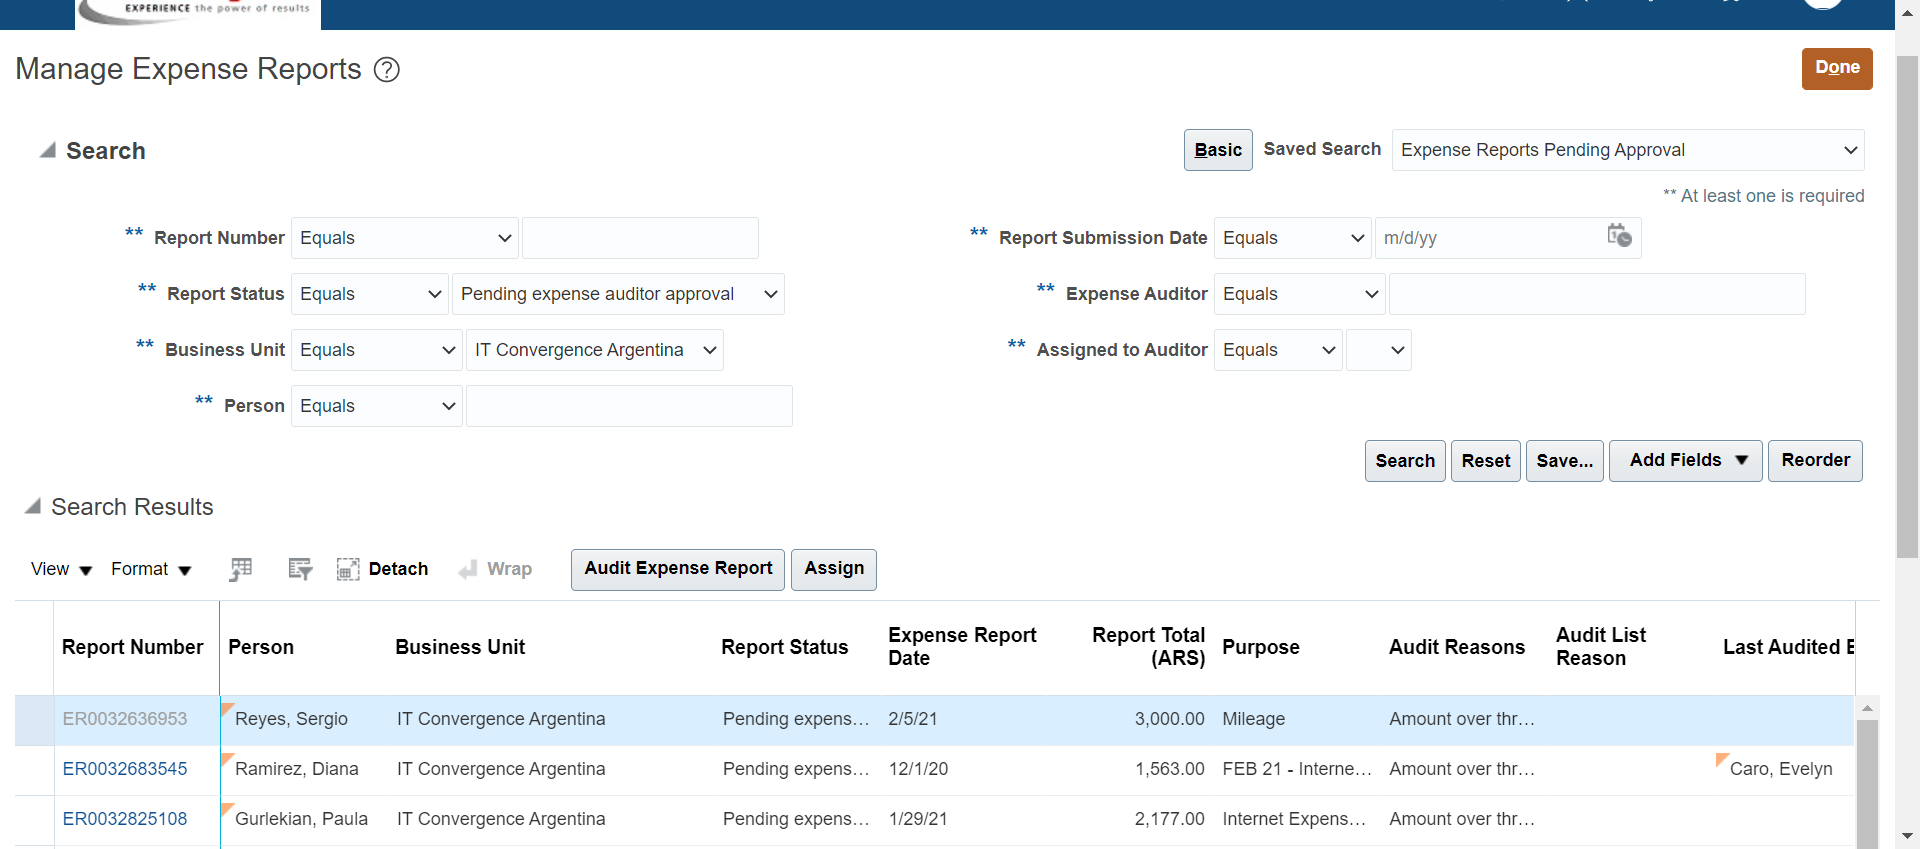 EXPERIENCE the power of results
Manage Expense Reports ?
Done
Search
Basic Saved Search Expense Reports Pending Approval
** At least one is required
** Report Number Equals
** Report Submission Date Equals m/d/yy
** Report Status Equals Pending expense auditor approval
** Expense Auditor Equals
** Business Unit Equals IT Convergence Argentina
** Assigned to Auditor Equals
** Person Equals
Search Reset Save... Add Fields Reorder
Search Results
View Format Detach Wrap Audit Expense Report Assign
Report Number Person Business Unit Report Status Expense Report Date Report Total (ARS) Purpose Audit Reasons Audit List Reason Last Audited B
ER0032636953 Reyes, Sergio IT Convergence Argentina Pending expens... 2/5/21 3,000.00 Mileage Amount over thr...
ER0032683545 Ramirez, Diana IT Convergence Argentina Pending expens... 12/1/20 1,563.00 FEB 21 - Interne... Amount over thr... Caro, Evelyn
ER0032825108 Gurlekian, Paula IT Convergence Argentina Pending expens... 1/29/21 2,177.00 Internet Expens... Amount over thr...